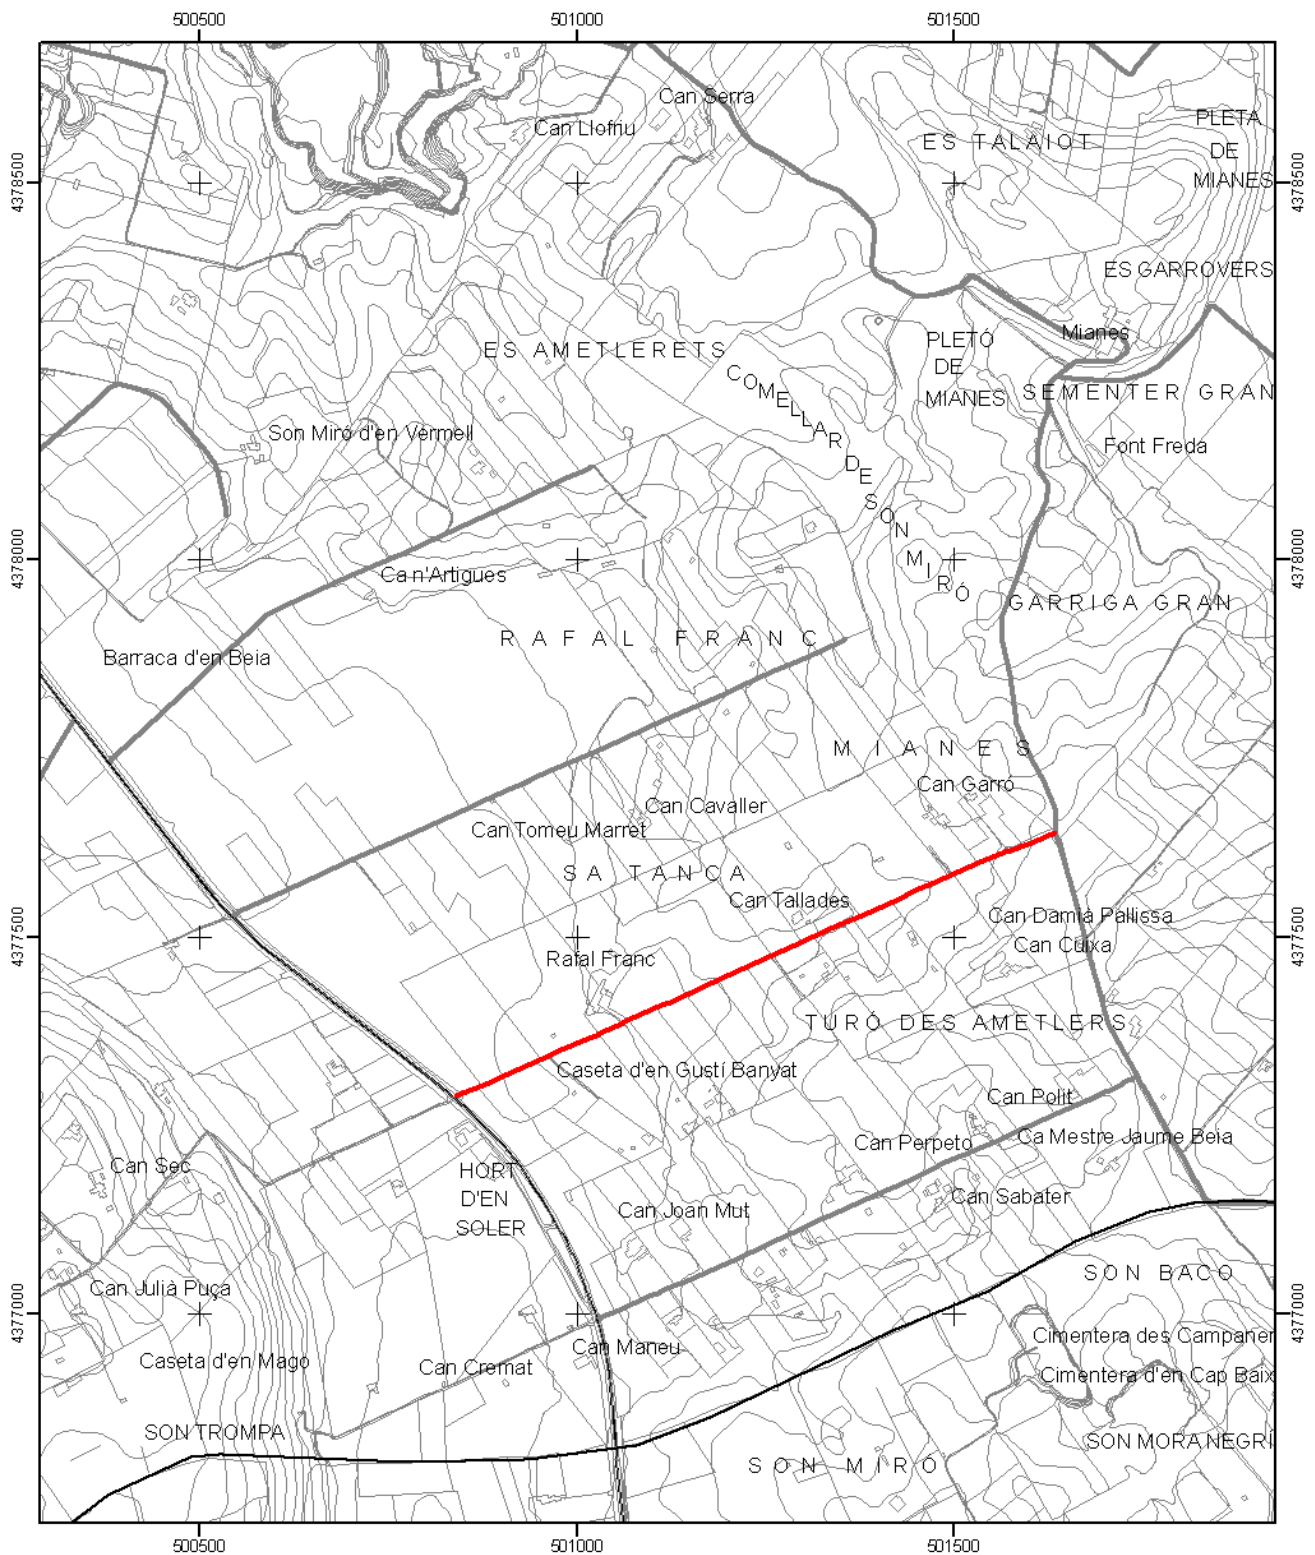 500500
501000
501500
Can Serra
Can Llofriu
PLETA
DE
MIANES
ES TALAIOT
4378500
4378500
ES GARROVERS
Mianes
PLETÓ
DE
MIANES
ES AMETLERETS
COMELLAR DE SON MIRÓ
SEMENTER GRAN
Son Miró d'en Vermell
Font Freda
4378000
4378000
Ca n'Artigues
GARRIGA GRAN
RAFAL FRANC
Barraca d'en Beia
MIANES
Can Garró
Can Cavaller
Can Tomeu Marret
SA TANCA
Can Tallades
Can Damià Pallissa
Can Cuixa
4377500
4377500
Rafal Franc
TURÓ DES AMETLERS
Caseta d'en Gustí Banyat
Can Polit
Ca Mestre Jaume Beia
Can Perpeto
Can Sec
HORT
D'EN
SOLER
Can Sabater
Can Joan Mut
SON BACO
Can Julià Puça
4377000
4377000
Cimentera des Campaner
Can Maneu
Caseta d'en Mago
Can Cremat
Cimentera d'en Cap Baix
SON TROMPA
SON MORA NEGRI
SON MIRÓ
500500
501000
501500